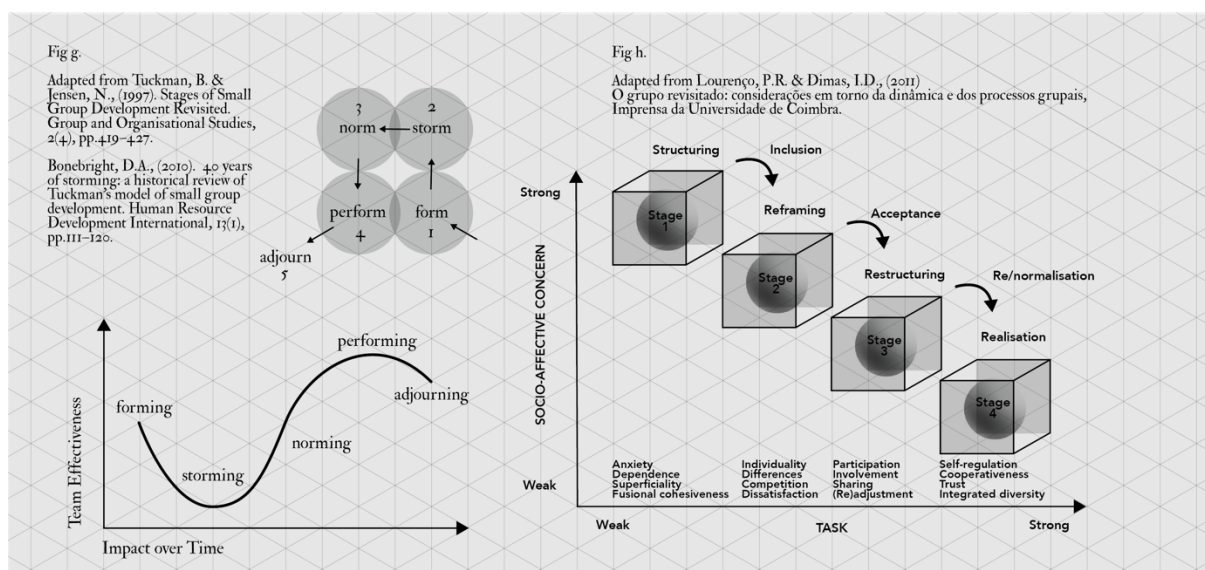 Fig g.
Adapted from Tuckman, B. &
Jensen, N., (1997). Stages of Small
Group Development Revisited.
Group and Organisational Studies,
2(4), pp.419–427.
Bonebright, D.A., (2010). 40 years
of storming: a historical review of
Tuckman's model of small group
development. Human Resource
Development International, 13(1),
pp.111–120.
3
norm
2
storm
perform
4
form
1
adjourn
5
Team Effectiveness
forming
storming
norming
performing
adjourning
Impact over Time
Fig h.
Adapted from Lourenço, P.R. & Dimas, I.D., (2011)
O grupo revisitado: considerações em torno da dinâmica e dos processos grupais,
Imprensa da Universidade de Coimbra.
Structuring
Inclusion
Strong
Stage
1
Reframing
Acceptance
Stage
2
Restructuring
Re/normalisation
Stage
3
Realisation
Stage
4
SOCIO-AFFECTIVE CONCERN
Weak
Anxiety
Dependence
Superficiality
Fusional cohesiveness
Individuality
Differences
Competition
Dissatisfaction
Participation
Involvement
Sharing
(Re)adjustment
Self-regulation
Cooperativeness
Trust
Integrated diversity
Weak
TASK
Strong